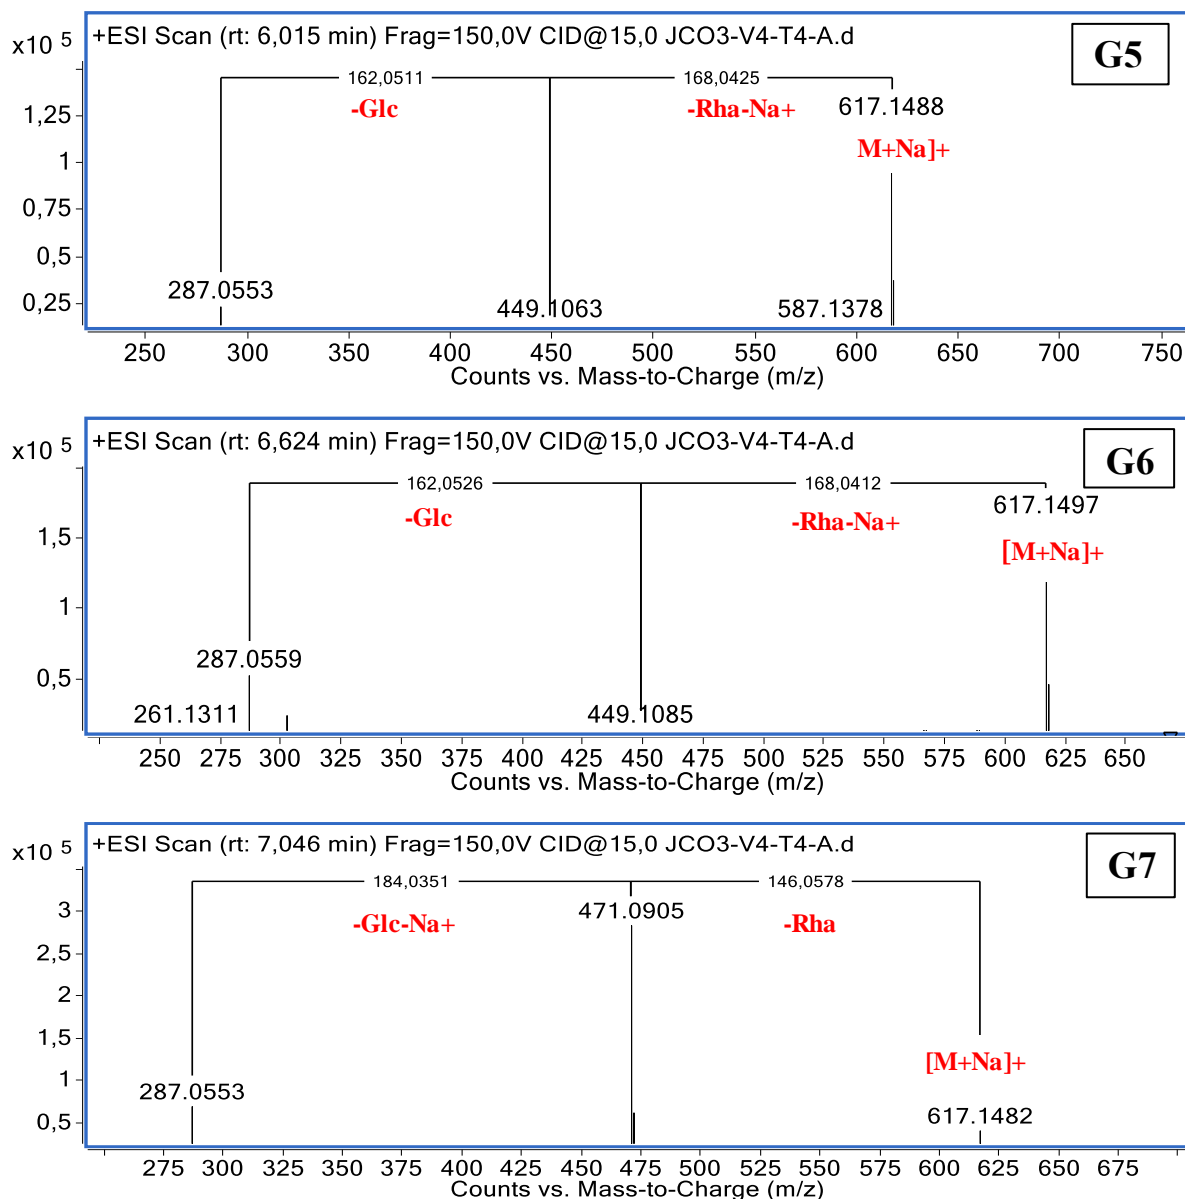 +ESI Scan (rt: 6,015 min) Frag=150,0V CID@15,0 JCO3-V4-T4-A.d
G5
x10 5
162,0511
168,0425
-Glc
-Rha-Na+
617.1488
M+Na]+
1,25
1
0,75
0,5
0,25
287.0553
449.1063
587.1378
250 300 350 400 450 500 550 600 650 700 750
Counts vs. Mass-to-Charge (m/z)
+ESI Scan (rt: 6,624 min) Frag=150,0V CID@15,0 JCO3-V4-T4-A.d
G6
x10 5
162,0526
168,0412
-Glc
-Rha-Na+
617.1497
[M+Na]+
1,5
1
0,5
287.0559
261.1311
449.1085
250 275 300 325 350 375 400 425 450 475 500 525 550 575 600 625 650
Counts vs. Mass-to-Charge (m/z)
+ESI Scan (rt: 7,046 min) Frag=150,0V CID@15,0 JCO3-V4-T4-A.d
G7
x10 5
184,0351
146,0578
-Glc-Na+
471.0905
-Rha
3
2,5
2
1,5
1
0,5
[M+Na]+
287.0553
617.1482
275 300 325 350 375 400 425 450 475 500 525 550 575 600 625 650 675
Counts vs. Mass-to-Charge (m/z)